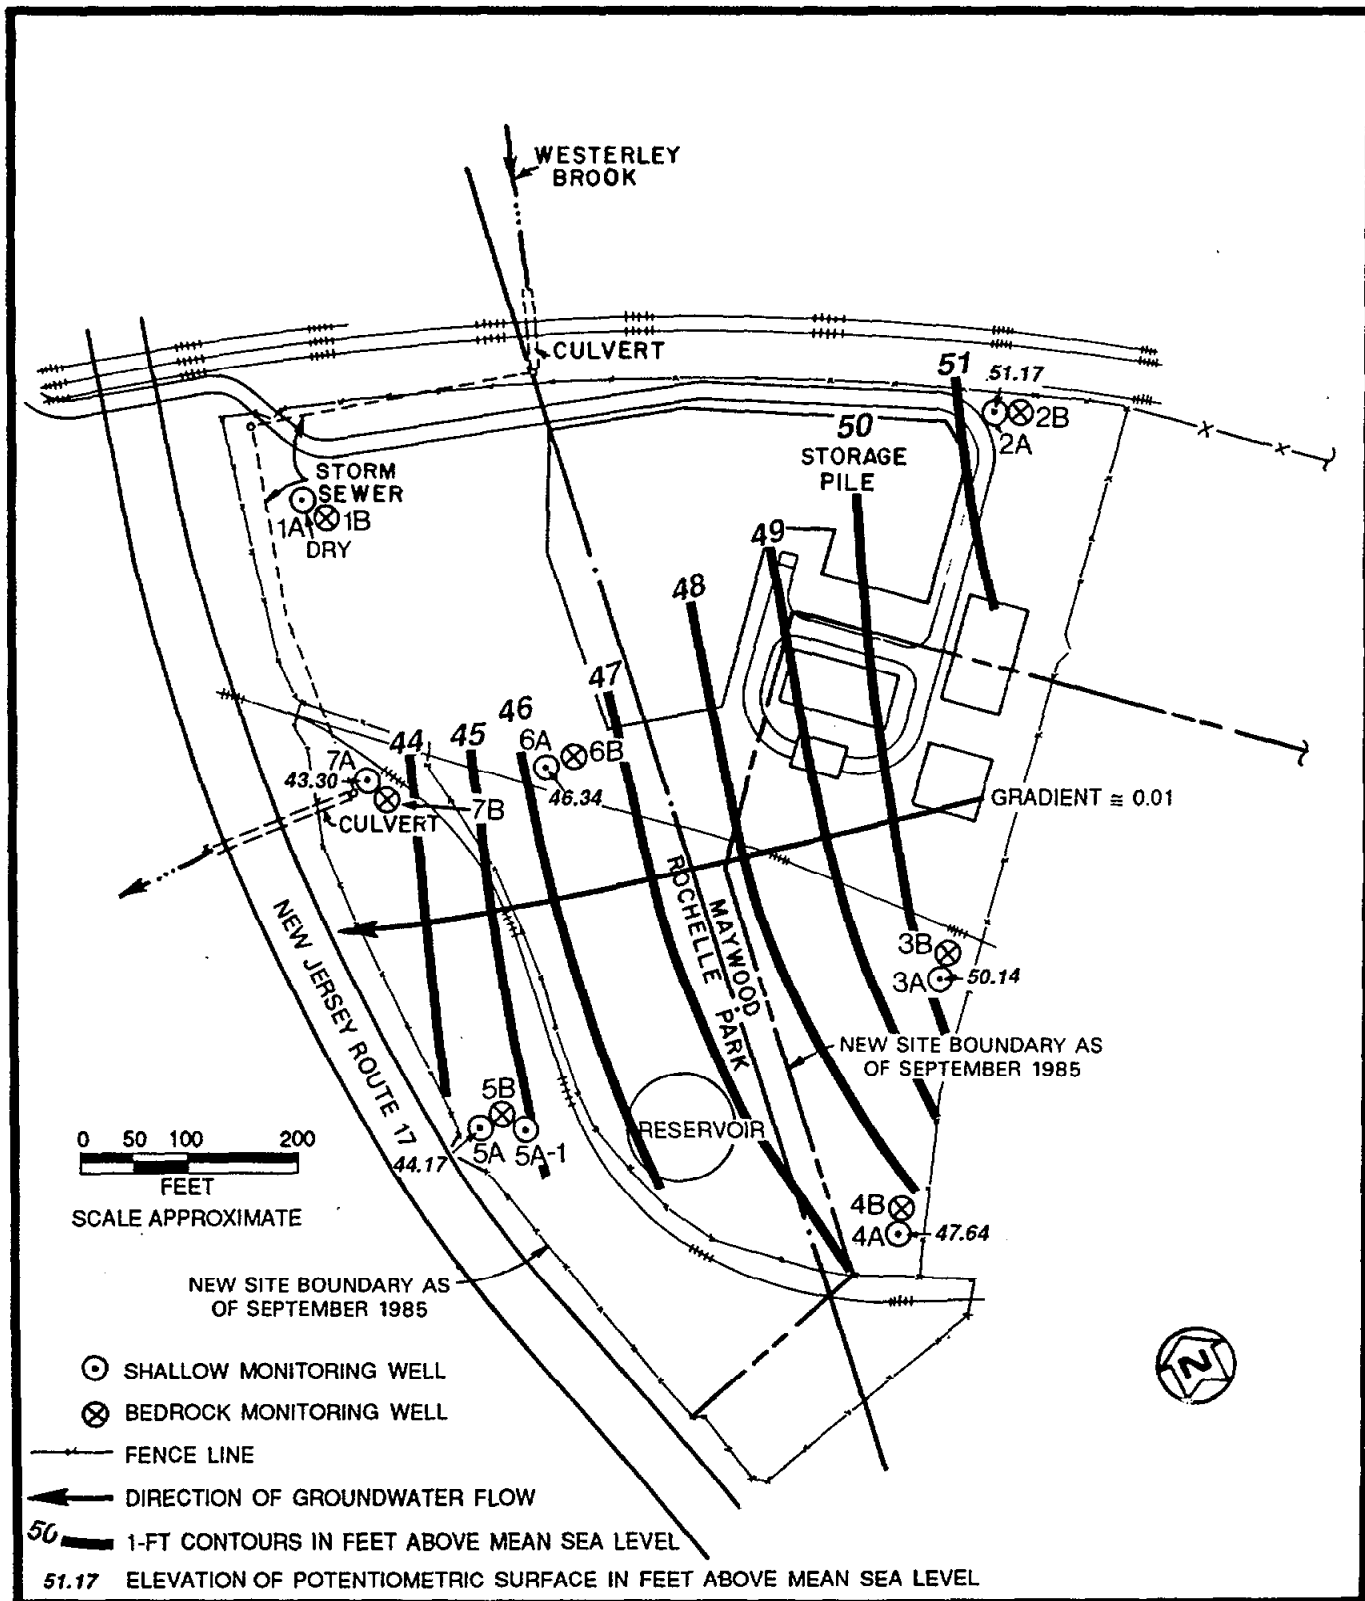 WESTERLEY
BROOK
CULVERT
51
51.17
2B
2A
50
STORAGE
PILE
STORM
SEWER
1A
1B
DRY
49
48
47
46
45
44
6A
6B
46.34
7A
43.30
7B
CULVERT
GRADIENT ≅ 0.01
NEW JERSEY ROUTE 17
MAYWOOD
ROCHELLE PARK
3B
3A
50.14
NEW SITE BOUNDARY AS
OF SEPTEMBER 1985
RESERVOIR
5B
5A
5A-1
44.17
4B
4A
47.64
0 50 100 200
FEET
SCALE APPROXIMATE
NEW SITE BOUNDARY AS
OF SEPTEMBER 1985
N
SHALLOW MONITORING WELL
BEDROCK MONITORING WELL
FENCE LINE
DIRECTION OF GROUNDWATER FLOW
50 1-FT CONTOURS IN FEET ABOVE MEAN SEA LEVEL
51.17 ELEVATION OF POTENTIOMETRIC SURFACE IN FEET ABOVE MEAN SEA LEVEL